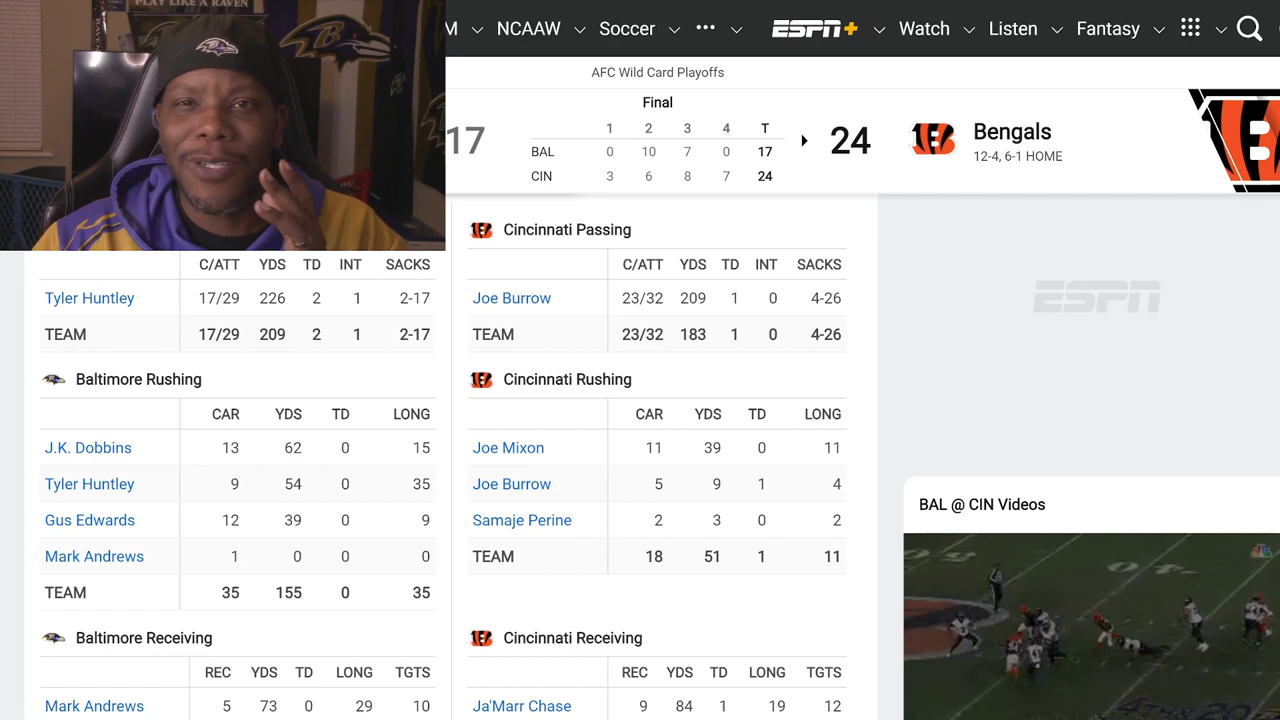 PLAY LIKE A RAVEN
M NCAAW Soccer ••• ESPN+ Watch Listen Fantasy
AFC Wild Card Playoffs
Final
17
1 2 3 4 T
BAL 0 10 7 0 17
CIN 3 6 8 7 24
24
Bengals
12-4, 6-1 HOME
C/ATT YDS TD INT SACKS
Tyler Huntley 17/29 226 2 1 2-17
TEAM 17/29 209 2 1 2-17
Cincinnati Passing
C/ATT YDS TD INT SACKS
Joe Burrow 23/32 209 1 0 4-26
TEAM 23/32 183 1 0 4-26
Baltimore Rushing
CAR YDS TD LONG
J.K. Dobbins 13 62 0 15
Tyler Huntley 9 54 0 35
Gus Edwards 12 39 0 9
Mark Andrews 1 0 0 0
TEAM 35 155 0 35
Cincinnati Rushing
CAR YDS TD LONG
Joe Mixon 11 39 0 11
Joe Burrow 5 9 1 4
Samaje Perine 2 3 0 2
TEAM 18 51 1 11
Baltimore Receiving
REC YDS TD LONG TGTS
Mark Andrews 5 73 0 29 10
Cincinnati Receiving
REC YDS TD LONG TGTS
Ja'Marr Chase 9 84 1 19 12
ESPN
BAL @ CIN Videos